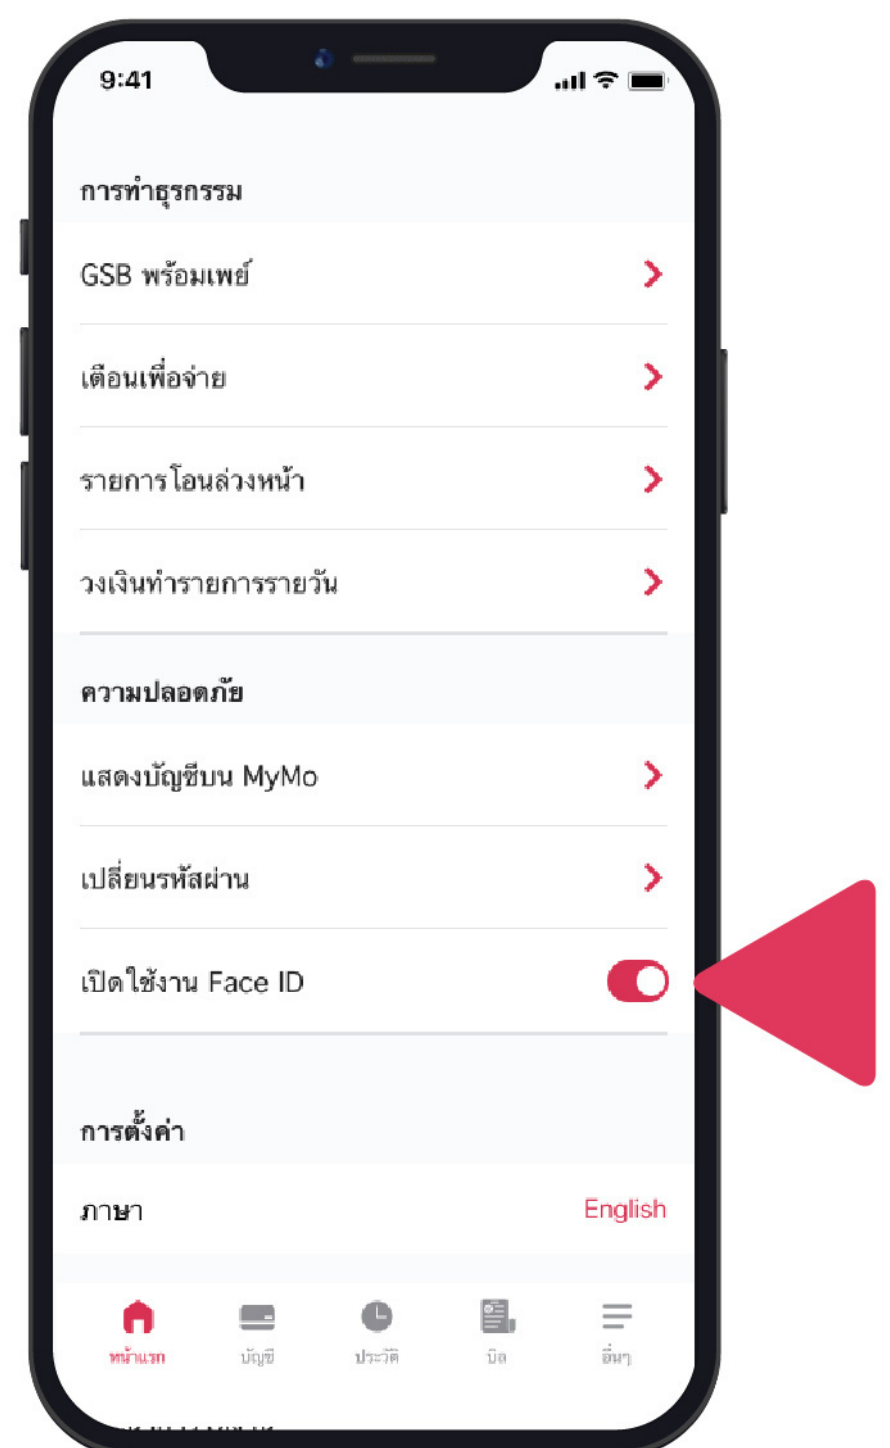 9:41
การทำธุรกรรม
GSB พร้อมเพย์
เตือนเพื่อจ่าย
รายการโอนล่วงหน้า
วงเงินทำรายการรายวัน
ความปลอดภัย
แสดงบัญชีบน MyMo
เปลี่ยนรหัสผ่าน
เปิดใช้งาน Face ID
การตั้งค่า
ภาษา English
หน้าแรก บัญชี ประวัติ บิล อื่นๆ